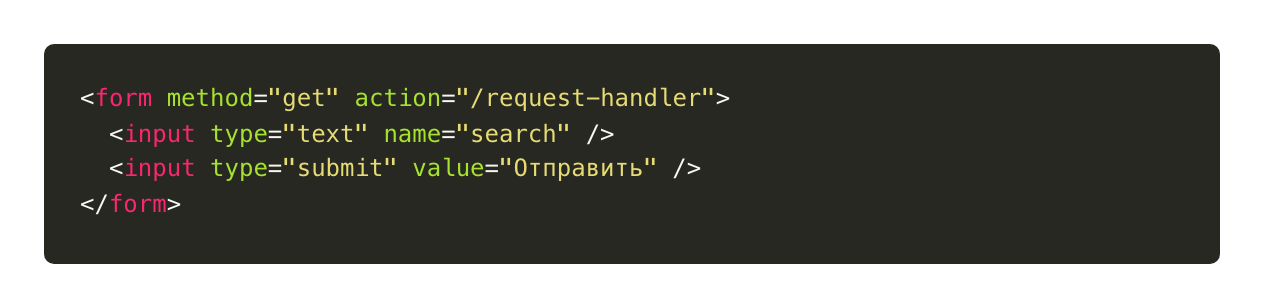 <form method="get" action="/request-handler">
  <input type="text" name="search" />
  <input type="submit" value="Отправить" />
</form>